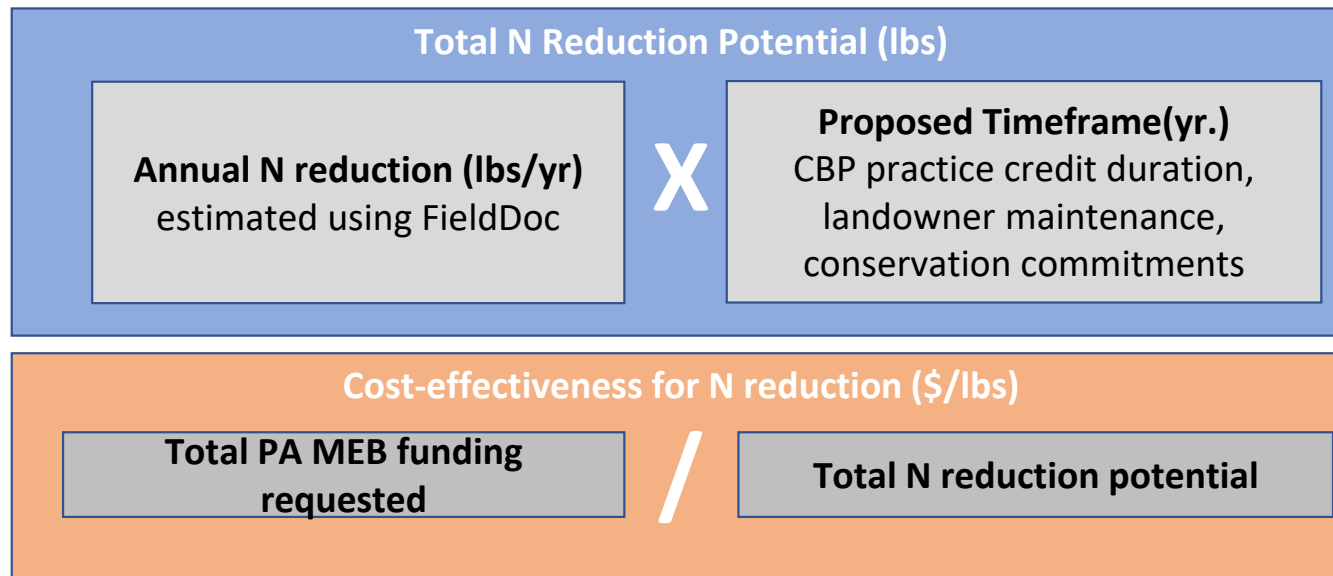 Total N Reduction Potential (lbs)
Annual N reduction (lbs/yr)
estimated using FieldDoc
X
Proposed Timeframe(yr.)
CBP practice credit duration,
landowner maintenance,
conservation commitments
Cost-effectiveness for N reduction ($/lbs)
Total PA MEB funding
requested
/
Total N reduction potential